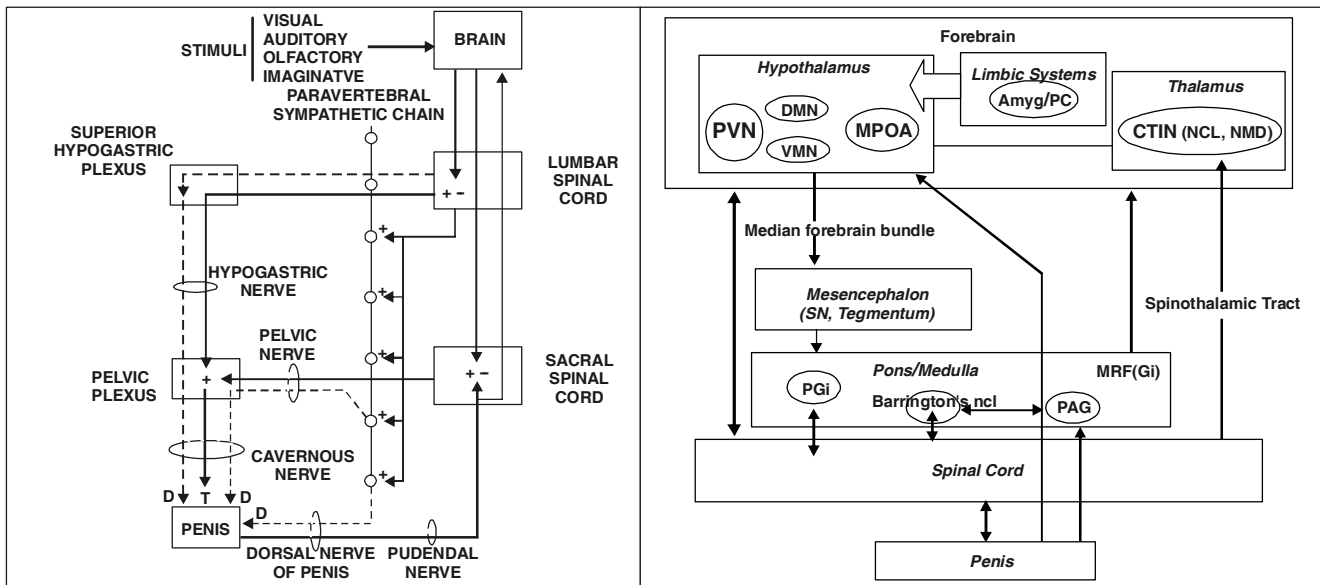 VISUAL
AUDITORY
OLFACTORY
IMAGINATVE
STIMULI
BRAIN
PARAVERTEBRAL
SYMPATHETIC CHAIN
SUPERIOR
HYPOGASTRIC
PLEXUS
+ -
LUMBAR
SPINAL
CORD
+
HYPOGASTRIC
NERVE
+
PELVIC
NERVE
+
PELVIC
PLEXUS
+
+ -
SACRAL
SPINAL
CORD
+
CAVERNOUS
NERVE
+
D
T
D
D
PENIS
DORSAL NERVE
OF PENIS
PUDENDAL
NERVE
Forebrain
Hypothalamus
PVN
DMN
VMN
MPOA
Limbic Systems
Amyg/PC
Thalamus
CTIN (NCL, NMD)
Median forebrain bundle
Mesencephalon
(SN, Tegmentum)
Spinothalamic Tract
Pons/Medulla
MRF(Gi)
PGi
Barrington's ncl
PAG
Spinal Cord
Penis